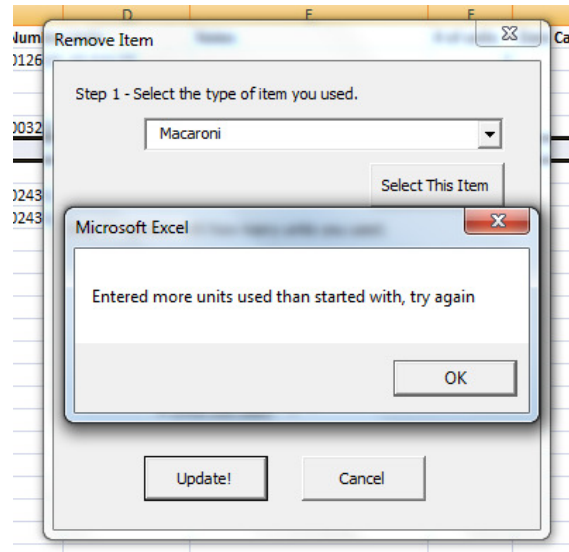 D E F
Num
Remove Item
Ca
0126
Step 1 - Select the type of item you used.
0032
Macaroni
Select This Item
0243
0243
Microsoft Excel
Entered more units used than started with, try again
OK
Update! Cancel